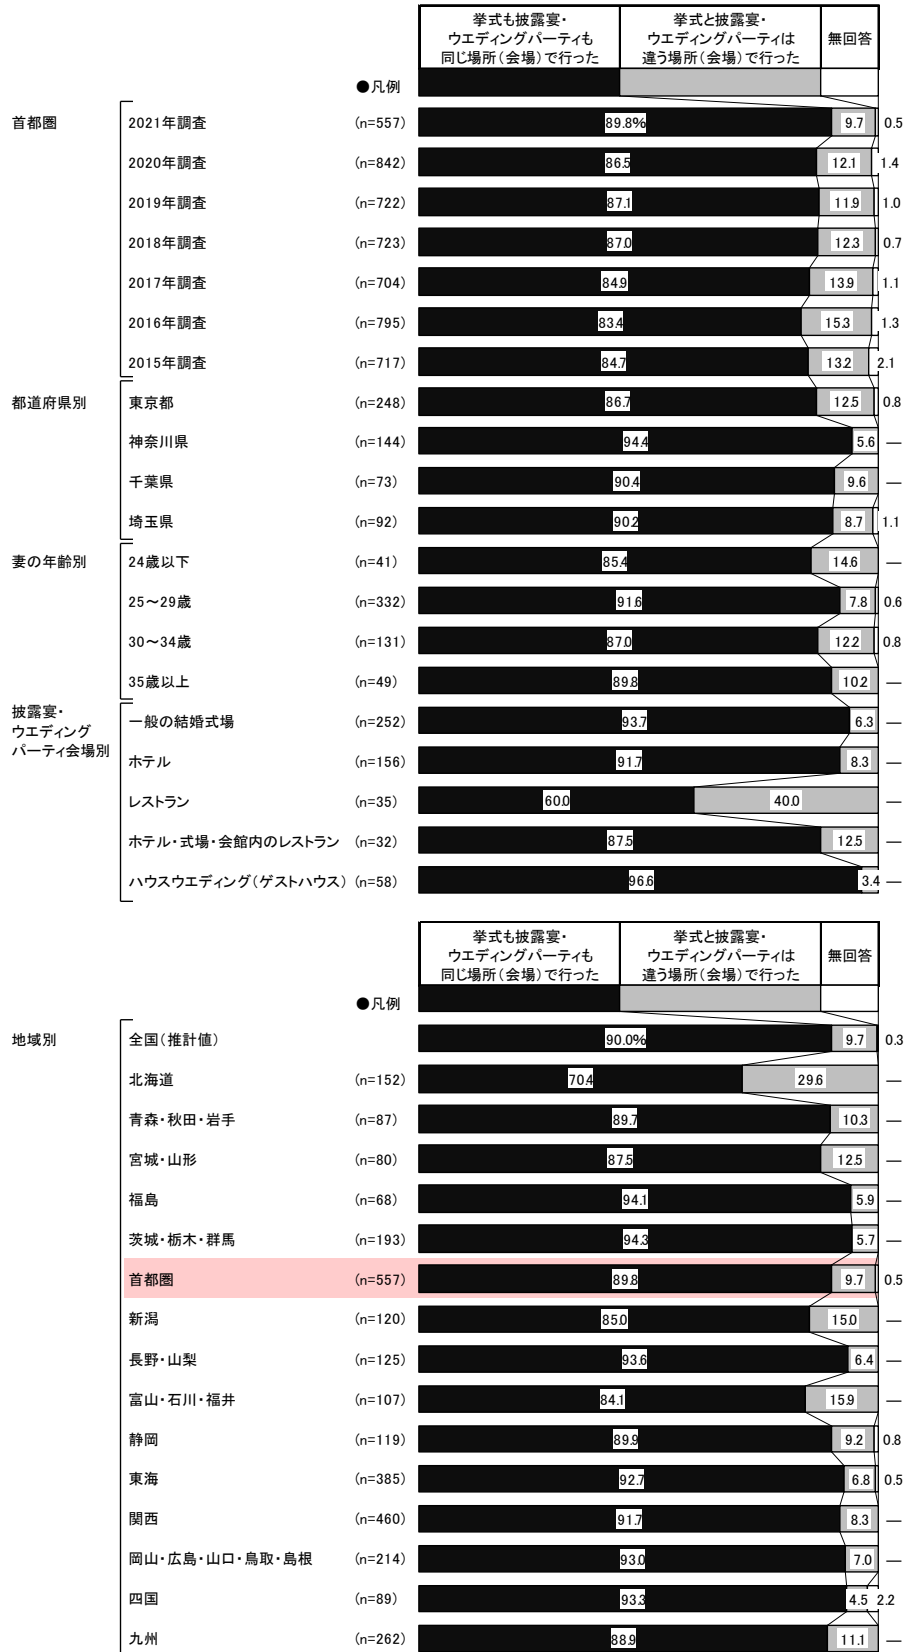 挙式も披露宴・
ウエディングパーティも
同じ場所(会場)で行った
挙式と披露宴・
ウエディングパーティは
違う場所(会場)で行った
無回答
●凡例
首都圏 2021年調査 (n=557) 89.8% 9.7 0.5
2020年調査 (n=842) 86.5 12.1 1.4
2019年調査 (n=722) 87.1 11.9 1.0
2018年調査 (n=723) 87.0 12.3 0.7
2017年調査 (n=704) 84.9 13.9 1.1
2016年調査 (n=795) 83.4 15.3 1.3
2015年調査 (n=717) 84.7 13.2 2.1
都道府県別 東京都 (n=248) 86.7 12.5 0.8
神奈川県 (n=144) 94.4 5.6 —
千葉県 (n=73) 90.4 9.6 —
埼玉県 (n=92) 90.2 8.7 1.1
妻の年齢別 24歳以下 (n=41) 85.4 14.6 —
25~29歳 (n=332) 91.6 7.8 0.6
30~34歳 (n=131) 87.0 12.2 0.8
35歳以上 (n=49) 89.8 10.2 —
披露宴・
ウエディング
パーティ会場別
一般の結婚式場 (n=252) 93.7 6.3 —
ホテル (n=156) 91.7 8.3 —
レストラン (n=35) 60.0 40.0 —
ホテル・式場・会館内のレストラン (n=32) 87.5 12.5 —
ハウスウエディング(ゲストハウス) (n=58) 96.6 3.4 —
挙式も披露宴・
ウエディングパーティも
同じ場所(会場)で行った
挙式と披露宴・
ウエディングパーティは
違う場所(会場)で行った
無回答
●凡例
地域別 全国(推計値) 90.0% 9.7 0.3
北海道 (n=152) 70.4 29.6 —
青森・秋田・岩手 (n=87) 89.7 10.3 —
宮城・山形 (n=80) 87.5 12.5 —
福島 (n=68) 94.1 5.9 —
茨城・栃木・群馬 (n=193) 94.3 5.7 —
首都圏 (n=557) 89.8 9.7 0.5
新潟 (n=120) 85.0 15.0 —
長野・山梨 (n=125) 93.6 6.4 —
富山・石川・福井 (n=107) 84.1 15.9 —
静岡 (n=119) 89.9 9.2 0.8
東海 (n=385) 92.7 6.8 0.5
関西 (n=460) 91.7 8.3 —
岡山・広島・山口・鳥取・島根 (n=214) 93.0 7.0 —
四国 (n=89) 93.3 4.5 2.2
九州 (n=262) 88.9 11.1 —